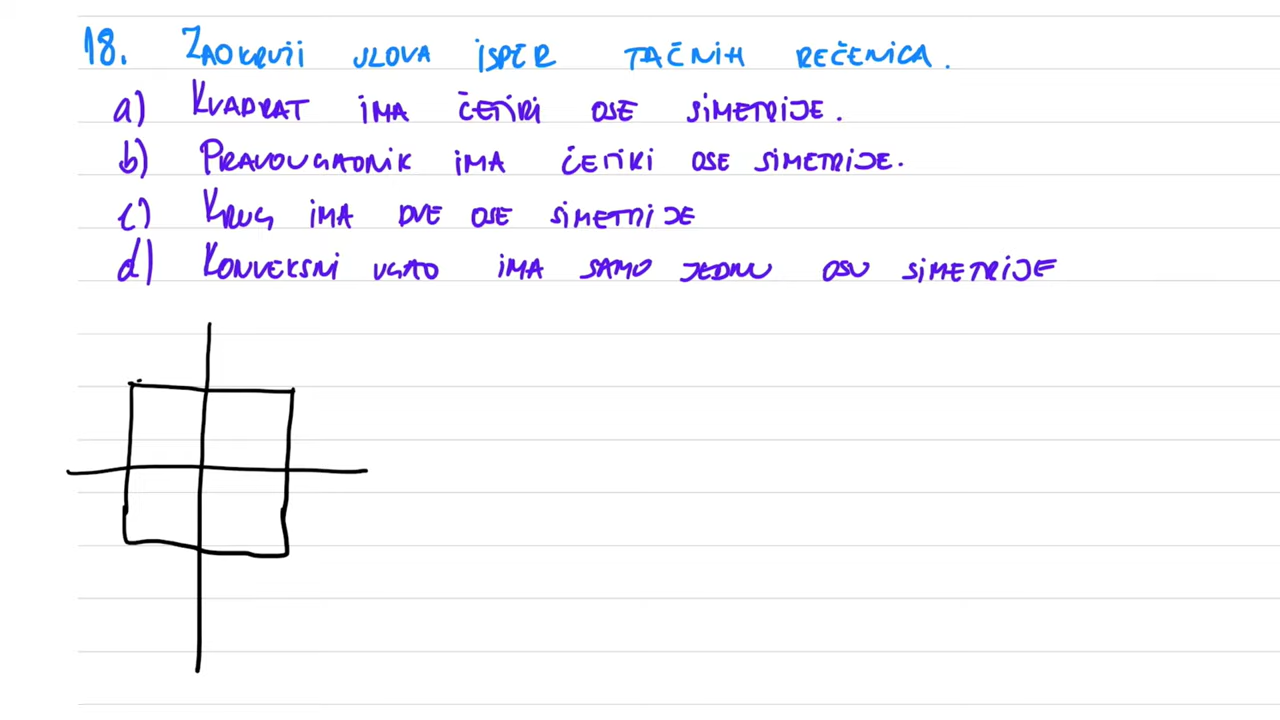 18. ZAOKRUŽI SLOVA ISPER TAČNIH REČENICA.
a) KVADRAT IMA ČETIRI OSE SIMETRIJE.
b) PRAVOUGAONIK IMA ČETIRI OSE SIMETRIJE.
c) KRUG IMA DVE OSE SIMETRIJE
d) KONVEKSNI UGAO IMA SAMO JEDNU OSU SIMETRIJE